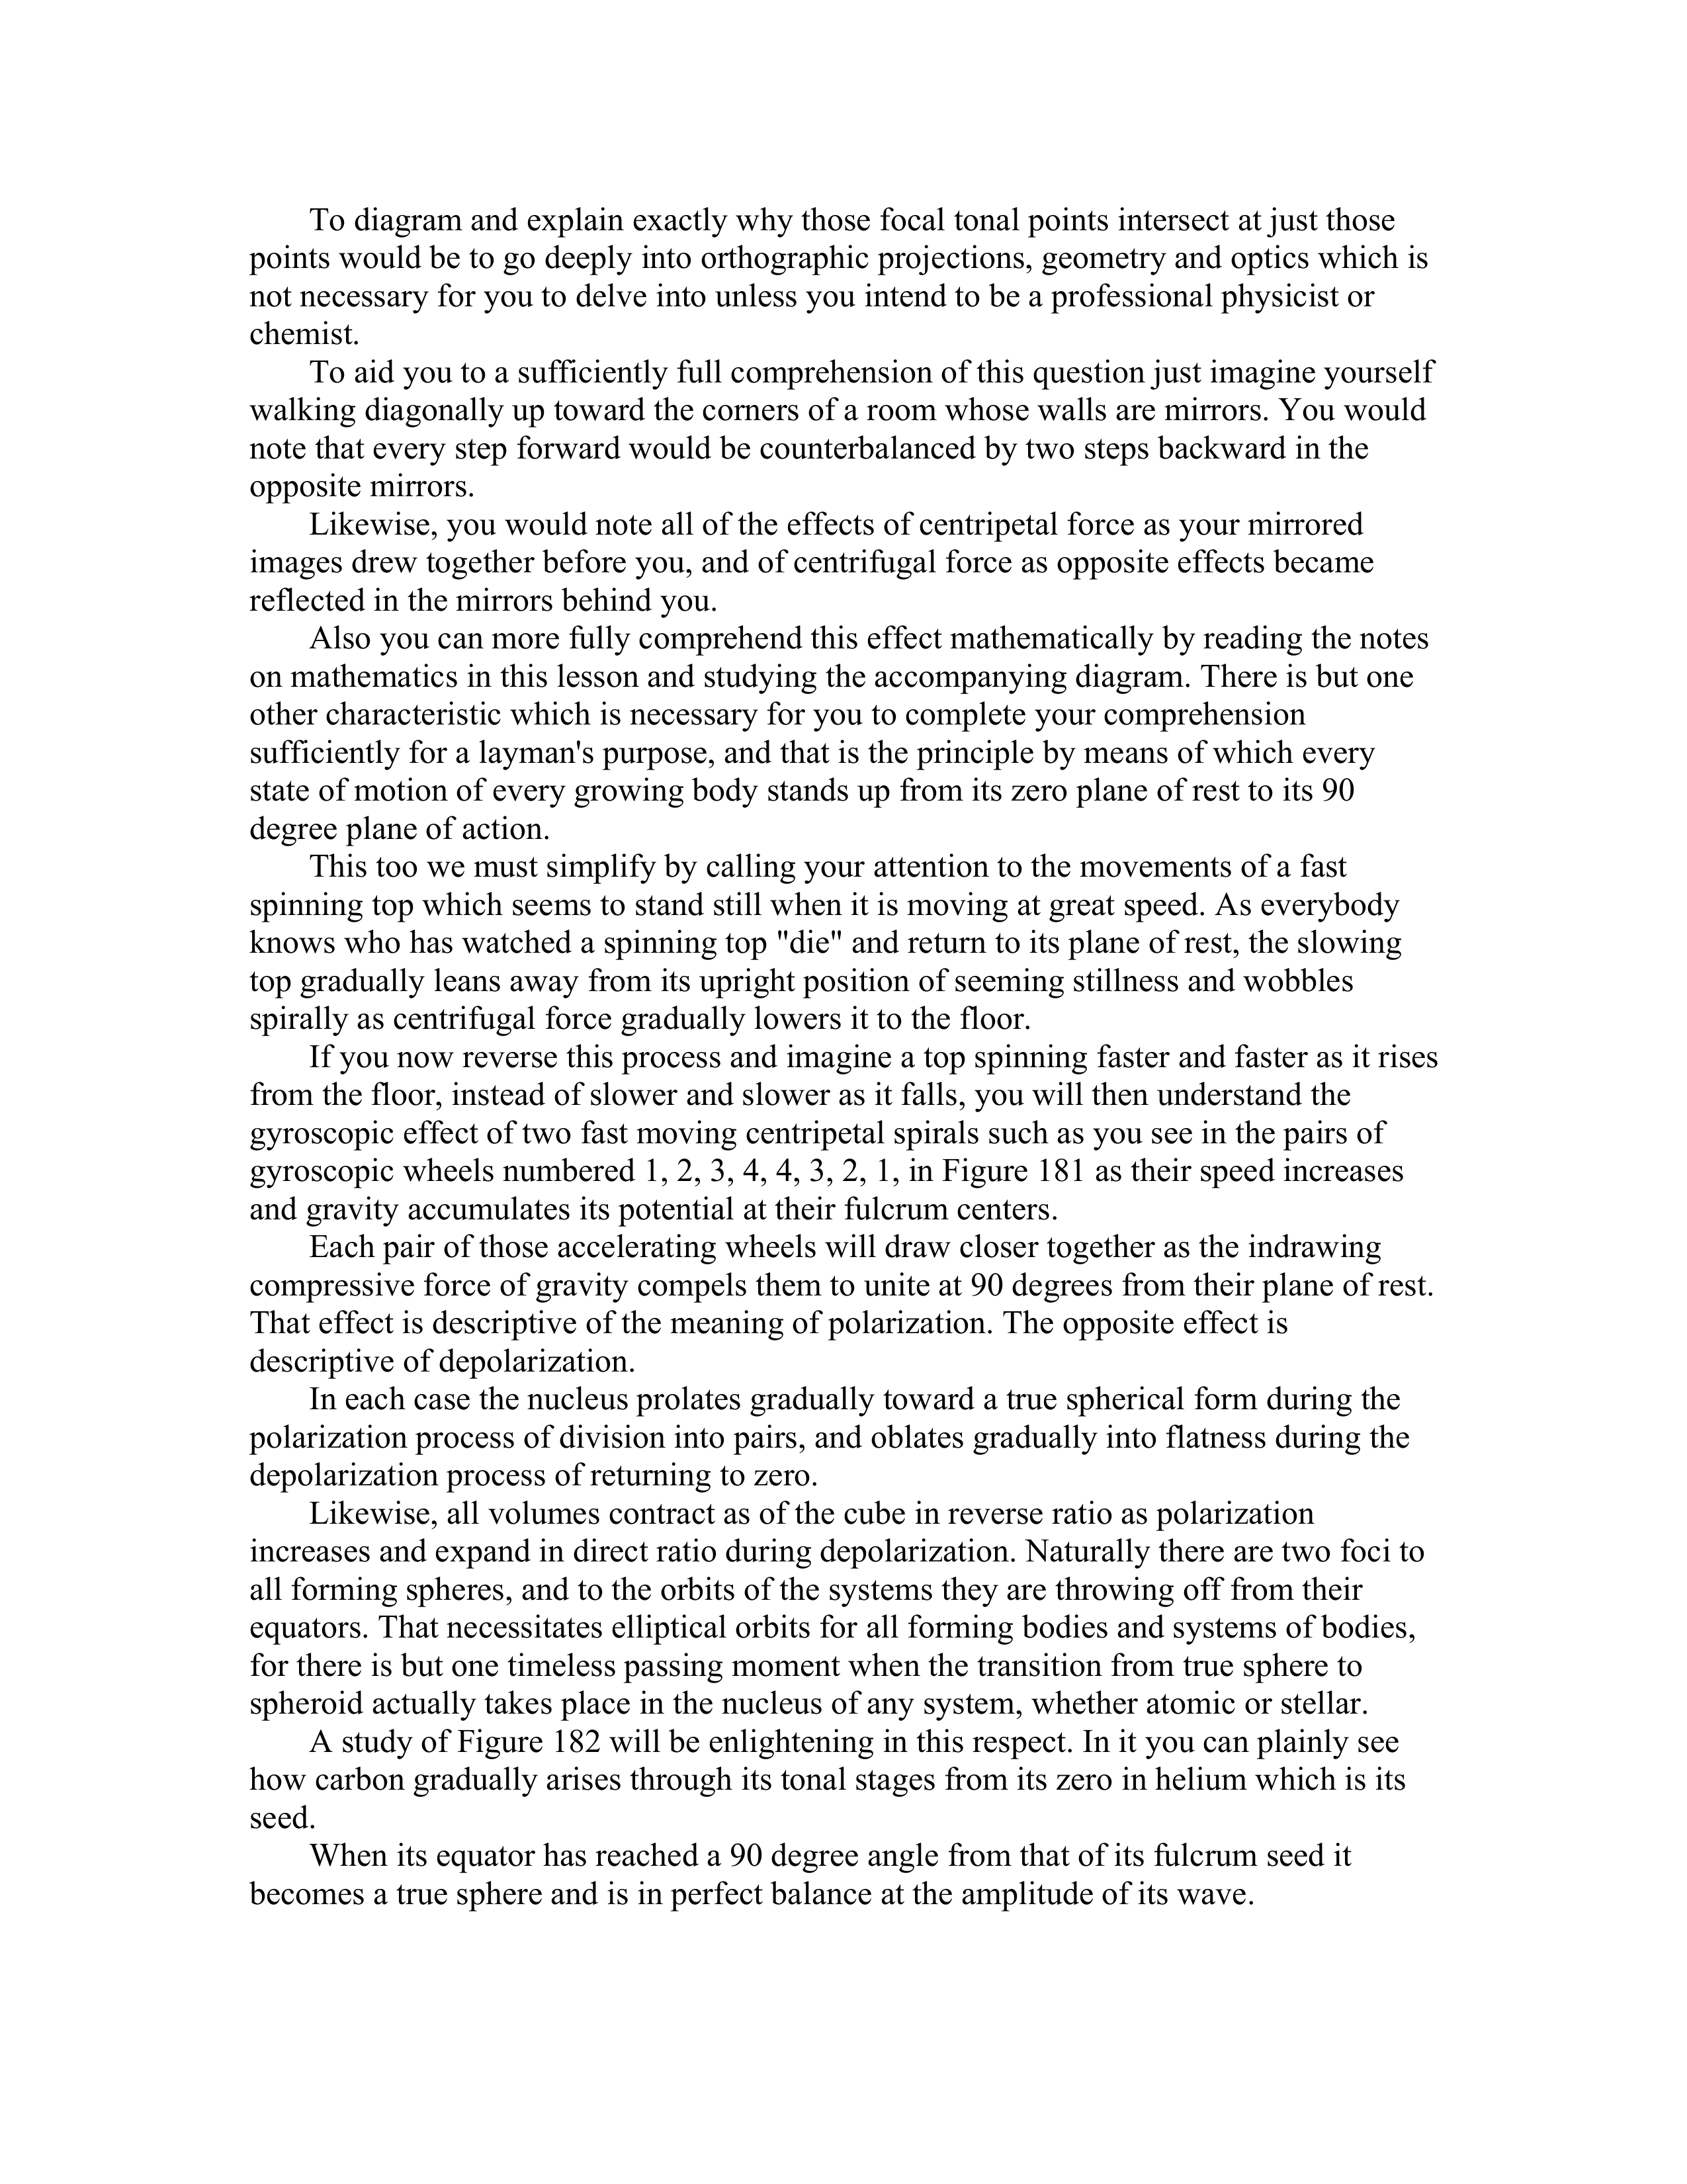 To diagram and explain exactly why those focal tonal points intersect at just those
points would be to go deeply into orthographic projections, geometry and optics which is
not necessary for you to delve into unless you intend to be a professional physicist or
chemist.
To aid you to a sufficiently full comprehension of this question just imagine yourself
walking diagonally up toward the corners of a room whose walls are mirrors. You would
note that every step forward would be counterbalanced by two steps backward in the
opposite mirrors.
Likewise, you would note all of the effects of centripetal force as your mirrored
images drew together before you, and of centrifugal force as opposite effects became
reflected in the mirrors behind you.
Also you can more fully comprehend this effect mathematically by reading the notes
on mathematics in this lesson and studying the accompanying diagram. There is but one
other characteristic which is necessary for you to complete your comprehension
sufficiently for a layman's purpose, and that is the principle by means of which every
state of motion of every growing body stands up from its zero plane of rest to its 90
degree plane of action.
This too we must simplify by calling your attention to the movements of a fast
spinning top which seems to stand still when it is moving at great speed. As everybody
knows who has watched a spinning top "die" and return to its plane of rest, the slowing
top gradually leans away from its upright position of seeming stillness and wobbles
spirally as centrifugal force gradually lowers it to the floor.
If you now reverse this process and imagine a top spinning faster and faster as it rises
from the floor, instead of slower and slower as it falls, you will then understand the
gyroscopic effect of two fast moving centripetal spirals such as you see in the pairs of
gyroscopic wheels numbered 1, 2, 3, 4, 4, 3, 2, 1, in Figure 181 as their speed increases
and gravity accumulates its potential at their fulcrum centers.
Each pair of those accelerating wheels will draw closer together as the indrawing
compressive force of gravity compels them to unite at 90 degrees from their plane of rest.
That effect is descriptive of the meaning of polarization. The opposite effect is
descriptive of depolarization.
In each case the nucleus prolates gradually toward a true spherical form during the
polarization process of division into pairs, and oblates gradually into flatness during the
depolarization process of returning to zero.
Likewise, all volumes contract as of the cube in reverse ratio as polarization
increases and expand in direct ratio during depolarization. Naturally there are two foci to
all forming spheres, and to the orbits of the systems they are throwing off from their
equators. That necessitates elliptical orbits for all forming bodies and systems of bodies,
for there is but one timeless passing moment when the transition from true sphere to
spheroid actually takes place in the nucleus of any system, whether atomic or stellar.
A study of Figure 182 will be enlightening in this respect. In it you can plainly see
how carbon gradually arises through its tonal stages from its zero in helium which is its
seed.
When its equator has reached a 90 degree angle from that of its fulcrum seed it
becomes a true sphere and is in perfect balance at the amplitude of its wave.